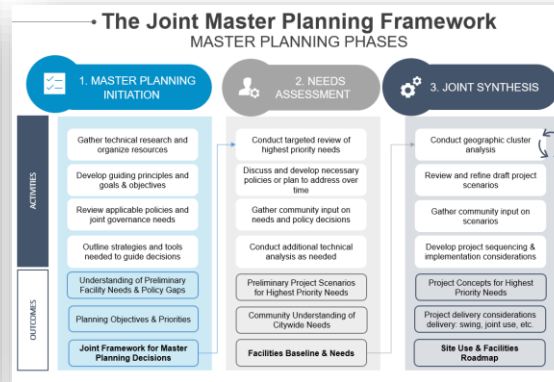 The Joint Master Planning Framework
MASTER PLANNING PHASES
1. MASTER PLANNING
INITIATION
2. NEEDS
ASSESSMENT
3. JOINT SYNTHESIS
ACTIVITIES
Gather technical research and
organize resources
Develop guiding principles and
goals & objectives
Review applicable policies and
joint governance needs
Outline strategies and tools
needed to guide decisions
Conduct targeted review of
highest priority needs
Discuss and develop necessary
policies or plan to address over
time
Gather community input on
needs and policy decisions
Conduct additional technical
analysis as needed
Conduct geographic cluster
analysis
Review and refine draft project
scenarios
Gather community input on
scenarios
Develop project sequencing &
implementation considerations
OUTCOMES
Understanding of Preliminary
Facility Needs & Policy Gaps
Planning Objectives & Priorities
Joint Framework for Master
Planning Decisions
Preliminary Project Scenarios
for Highest Priority Needs
Community Understanding of
Citywide Needs
Facilities Baseline & Needs
Project Concepts for Highest
Priority Needs
Project delivery considerations
delivery: swing, joint use, etc.
Site Use & Facilities
Roadmap